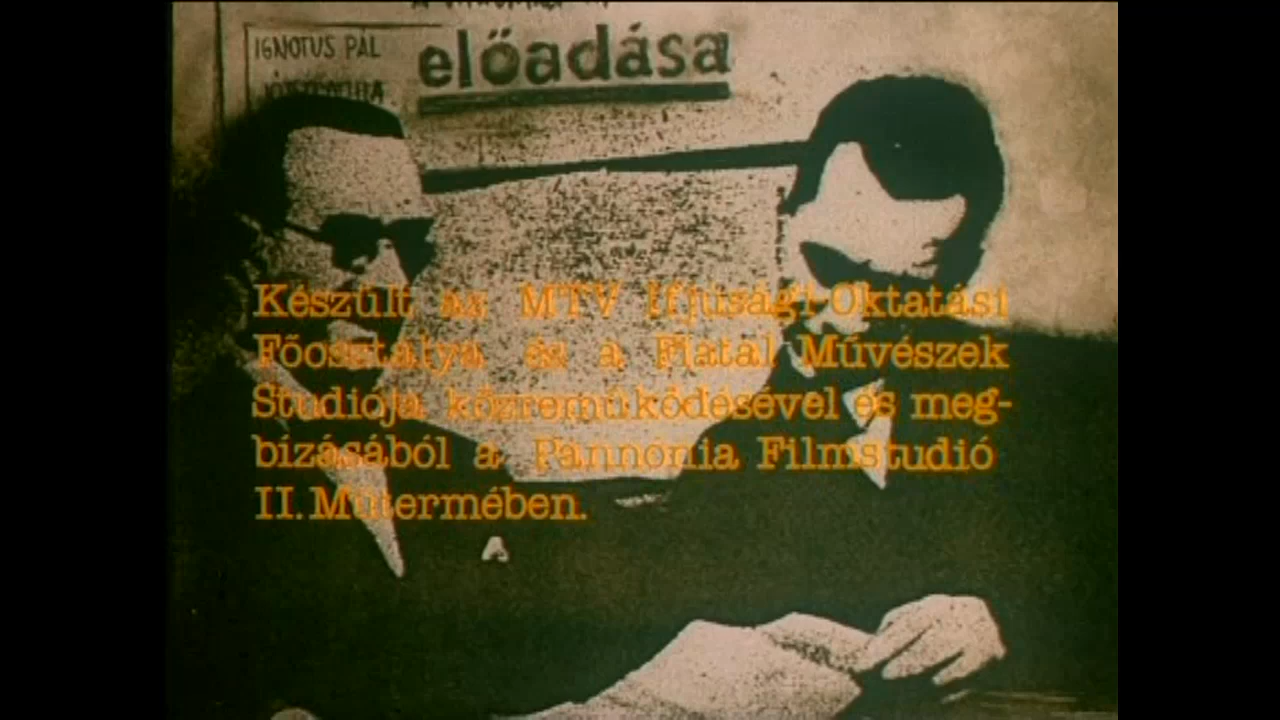 IGNOTUS PÁL
előadása
Készült az MTV Ifjúsági-Oktatási
Főosztálya és a Fiatal Művészek
Studiója közreműködésével és meg-
bízásából a Pannónia Filmstudió
II. Műtermében.